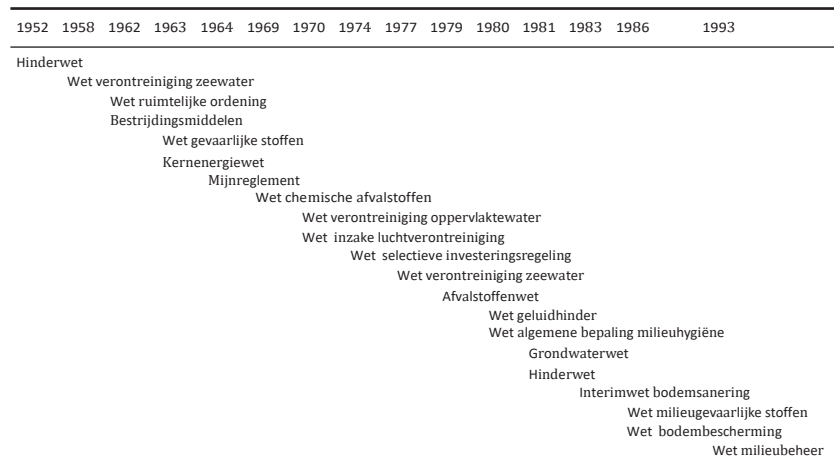 1952 1958 1962 1963 1964 1969 1970 1974 1977 1979 1980 1981 1983 1986 1993
Hinderwet
Wet verontreiniging zeewater
Wet ruimtelijke ordening
Bestrijdingsmiddelen
Wet gevaarlijke stoffen
Kernenergiewet
Mijnreglement
Wet chemische afvalstoffen
Wet verontreiniging oppervlaktewater
Wet inzake luchtverontreiniging
Wet selectieve investeringsregeling
Wet verontreiniging zeewater
Afvalstoffenwet
Wet geluidhinder
Wet algemene bepaling milieuhygiëne
Grondwaterwet
Hinderwet
Interimwet bodemsanering
Wet milieugevaarlijke stoffen
Wet bodembescherming
Wet milieubeheer